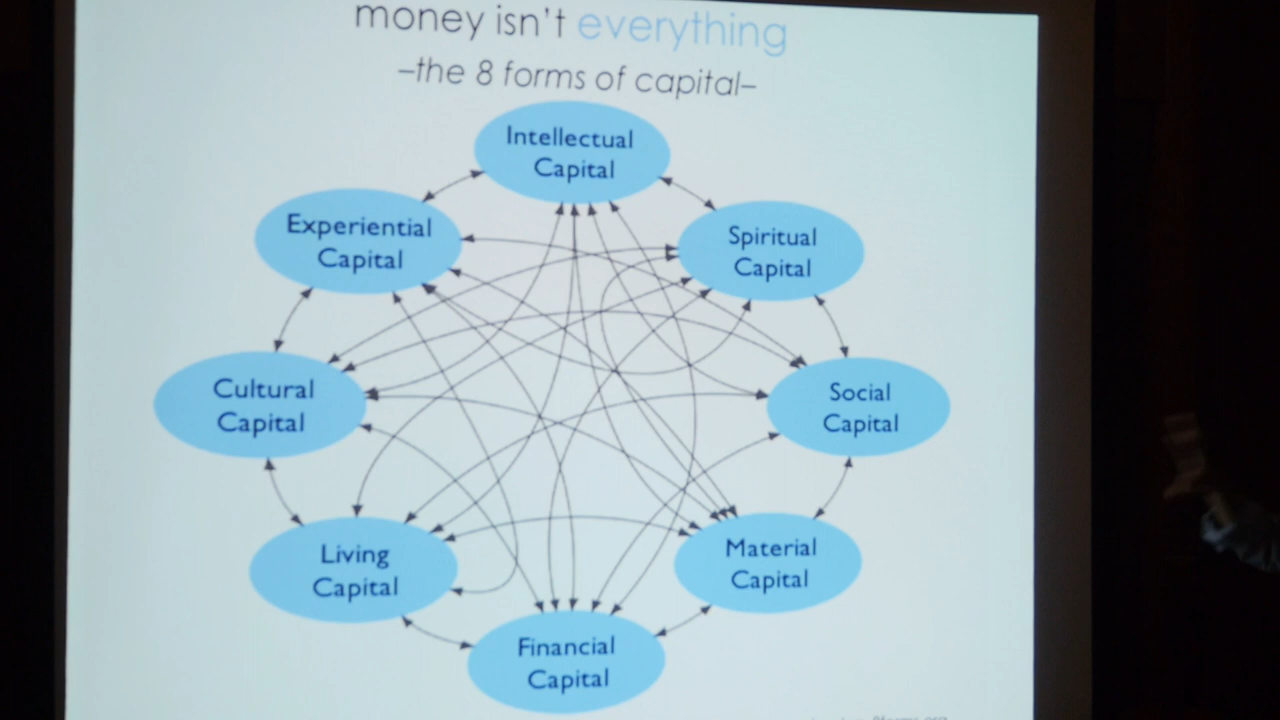 money isn't everything
–the 8 forms of capital–
Intellectual
Capital
Experiential
Capital
Spiritual
Capital
Cultural
Capital
Social
Capital
Living
Capital
Material
Capital
Financial
Capital